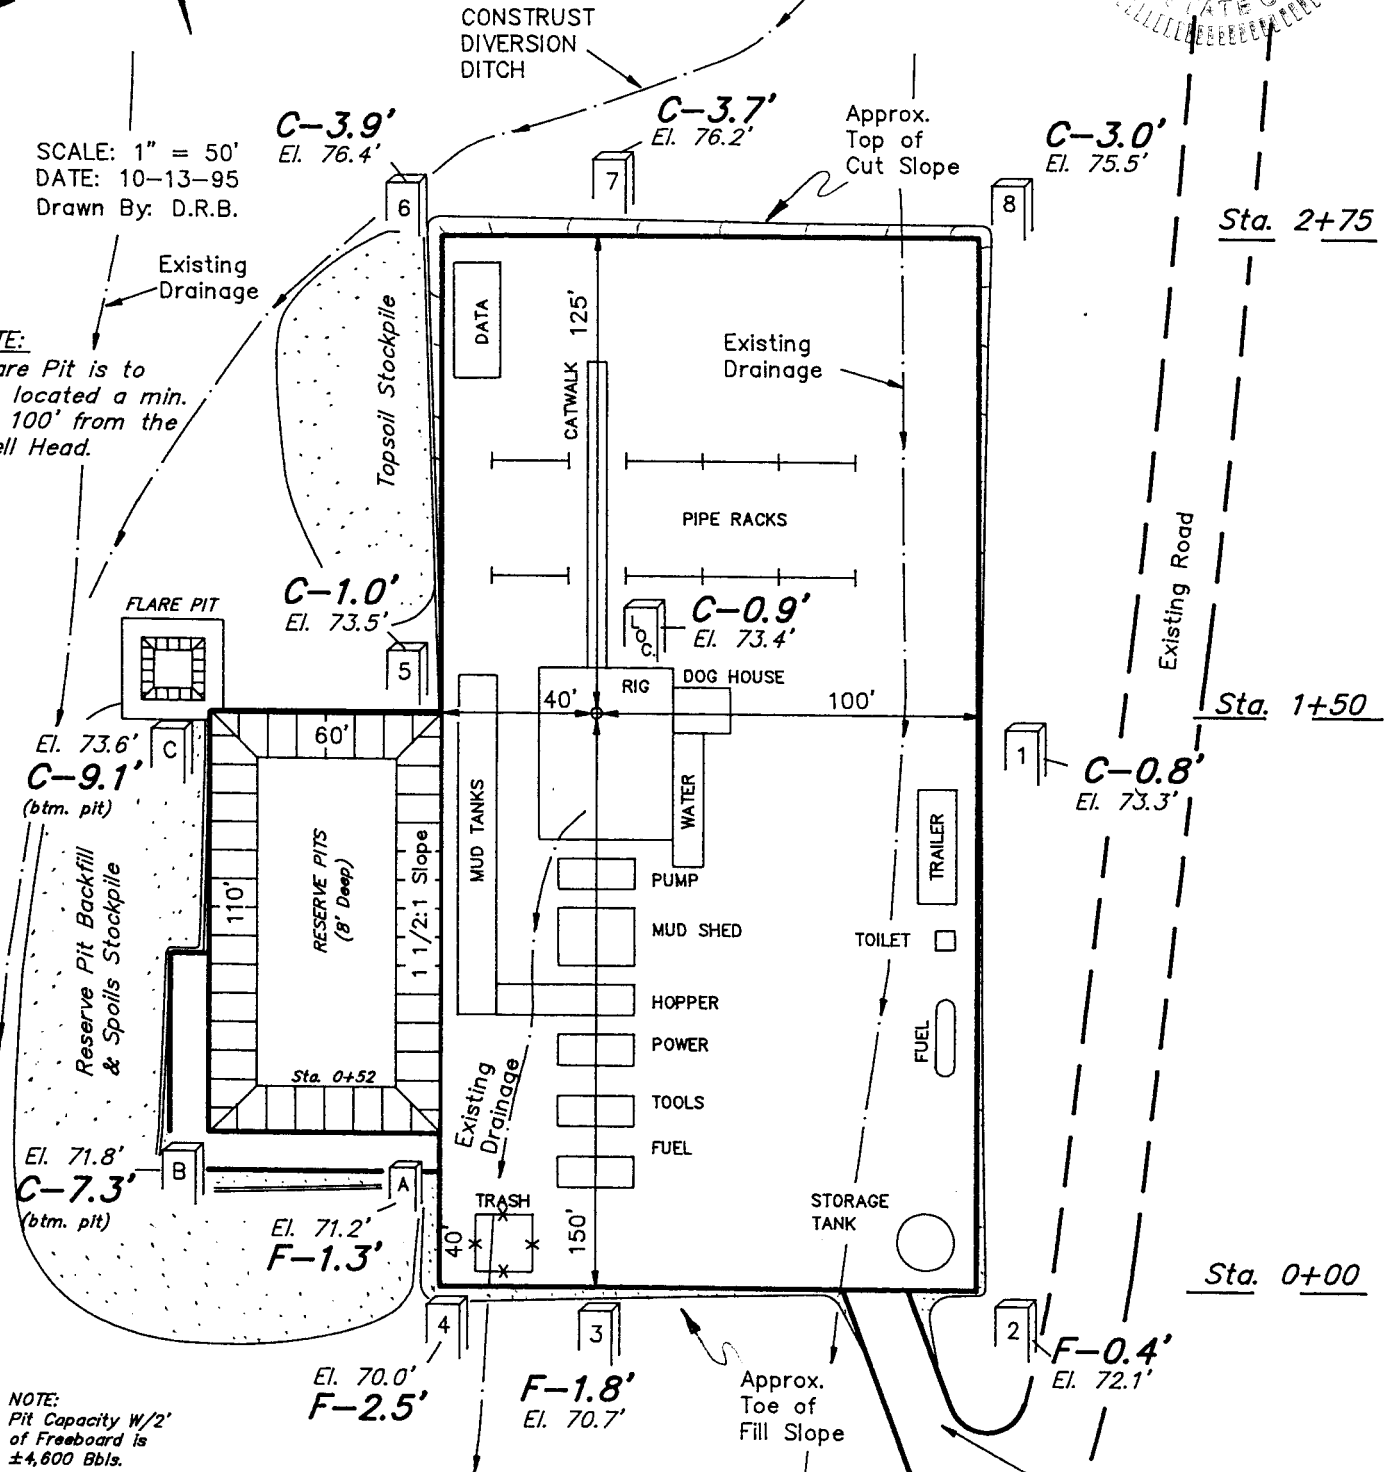 CONSTRUST
DIVERSION
DITCH
SCALE: 1" = 50'
DATE: 10-13-95
Drawn By: D.R.B.
C-3.9'
El. 76.4'
C-3.7'
El. 76.2'
Approx.
Top of
Cut Slope
C-3.0'
El. 75.5'
6
7
8
Sta. 2+75
Existing
Drainage
TE:
are Pit is to
located a min.
100' from the
ell Head.
Topsoil Stockpile
DATA
125'
CATWALK
Existing
Drainage
PIPE RACKS
Existing Road
C-1.0'
El. 73.5'
5
LOC.
C-0.9'
El. 73.4'
FLARE PIT
RIG
DOG HOUSE
40'
100'
Sta. 1+50
El. 73.6'
C-9.1'
(btm. pit)
C
60'
1
C-0.8'
El. 73.3'
MUD TANKS
WATER
TRAILER
RESERVE PITS
(8' Deep)
1 1/2:1 Slope
110'
Reserve Pit Backfill
& Spoils Stockpile
PUMP
MUD SHED
TOILET
HOPPER
POWER
FUEL
Sta. 0+52
Existing
Drainage
TOOLS
FUEL
El. 71.8'
C-7.3'
(btm. pit)
B
A
El. 71.2'
F-1.3'
TRASH
40'
150'
STORAGE
TANK
Sta. 0+00
4
3
2
El. 70.0'
F-2.5'
F-1.8'
El. 70.7'
Approx.
Toe of
Fill Slope
F-0.4'
El. 72.1'
NOTE:
Pit Capacity W/2'
of Freeboard is
±4,600 Bbls.